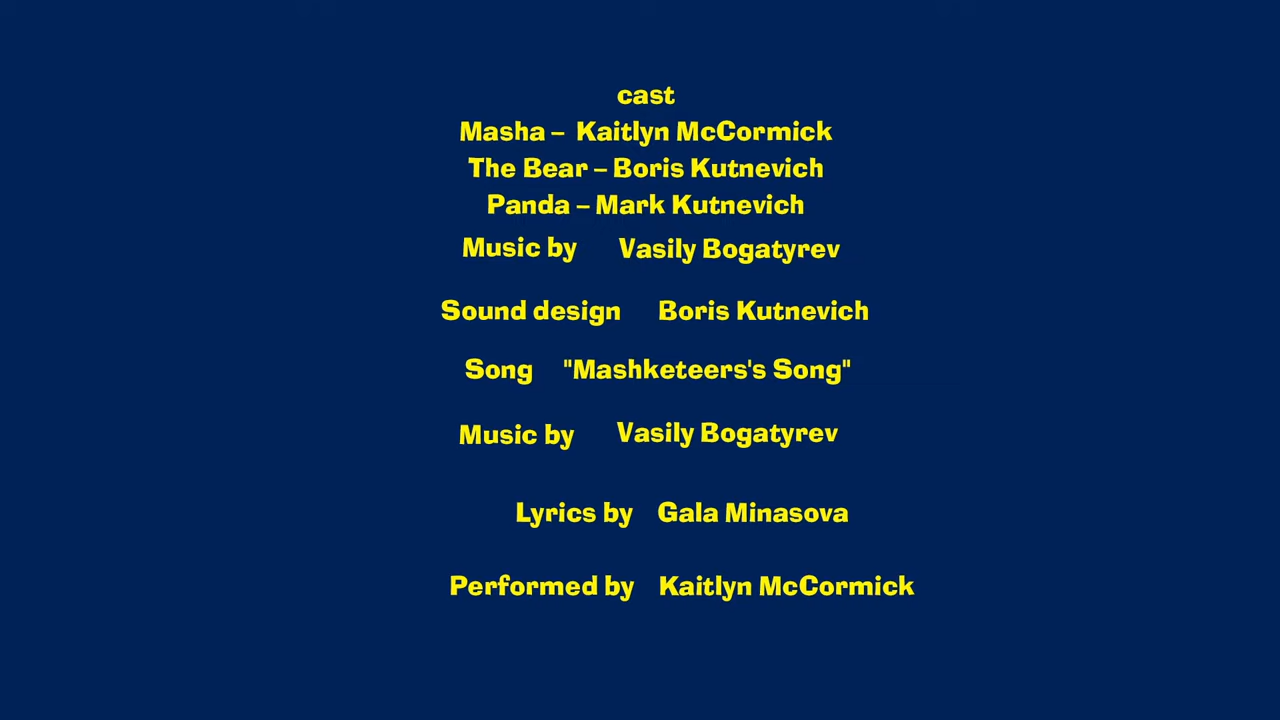 cast
Masha – Kaitlyn McCormick
The Bear – Boris Kutnevich
Panda – Mark Kutnevich
Music by Vasily Bogatyrev
Sound design Boris Kutnevich
Song "Mashketeers's Song"
Music by Vasily Bogatyrev
Lyrics by Gala Minasova
Performed by Kaitlyn McCormick